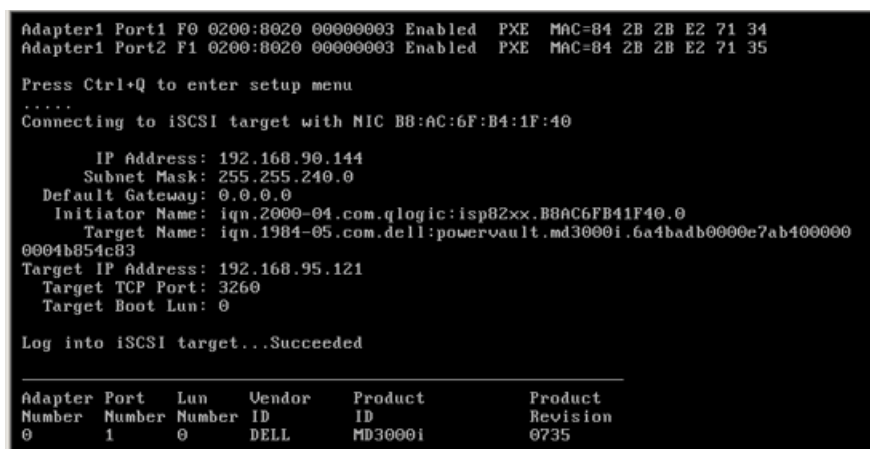 Adapter1 Port1 F0 0200:8020 00000003 Enabled PXE MAC=84 2B 2B E2 71 34
Adapter1 Port2 F1 0200:8020 00000003 Enabled PXE MAC=84 2B 2B E2 71 35
Press Ctrl+Q to enter setup menu
.....
Connecting to iSCSI target with NIC B8:AC:6F:B4:1F:40
IP Address: 192.168.90.144
Subnet Mask: 255.255.240.0
Default Gateway: 0.0.0.0
Initiator Name: iqn.2000-04.com.qlogic:isp82xx.B8AC6FB41F40.0
Target Name: iqn.1984-05.com.dell:powervault.md3000i.6a4badb0000e7ab400000
0004b854c83
Target IP Address: 192.168.95.121
Target TCP Port: 3260
Target Boot Lun: 0
Log into iSCSI target...Succeeded
Adapter Port Lun Vendor Product Product
Number Number Number ID ID Revision
0 1 0 DELL MD3000i 0735